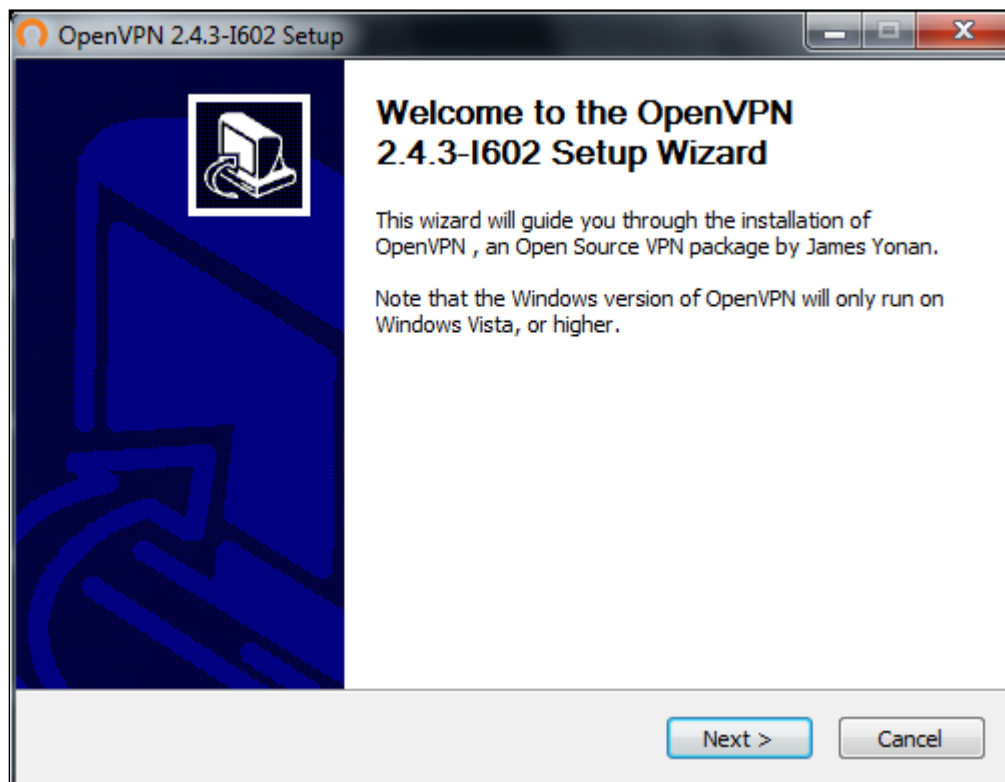 OpenVPN 2.4.3-I602 Setup
Welcome to the OpenVPN
2.4.3-I602 Setup Wizard
This wizard will guide you through the installation of
OpenVPN , an Open Source VPN package by James Yonan.
Note that the Windows version of OpenVPN will only run on
Windows Vista, or higher.
Next >
Cancel